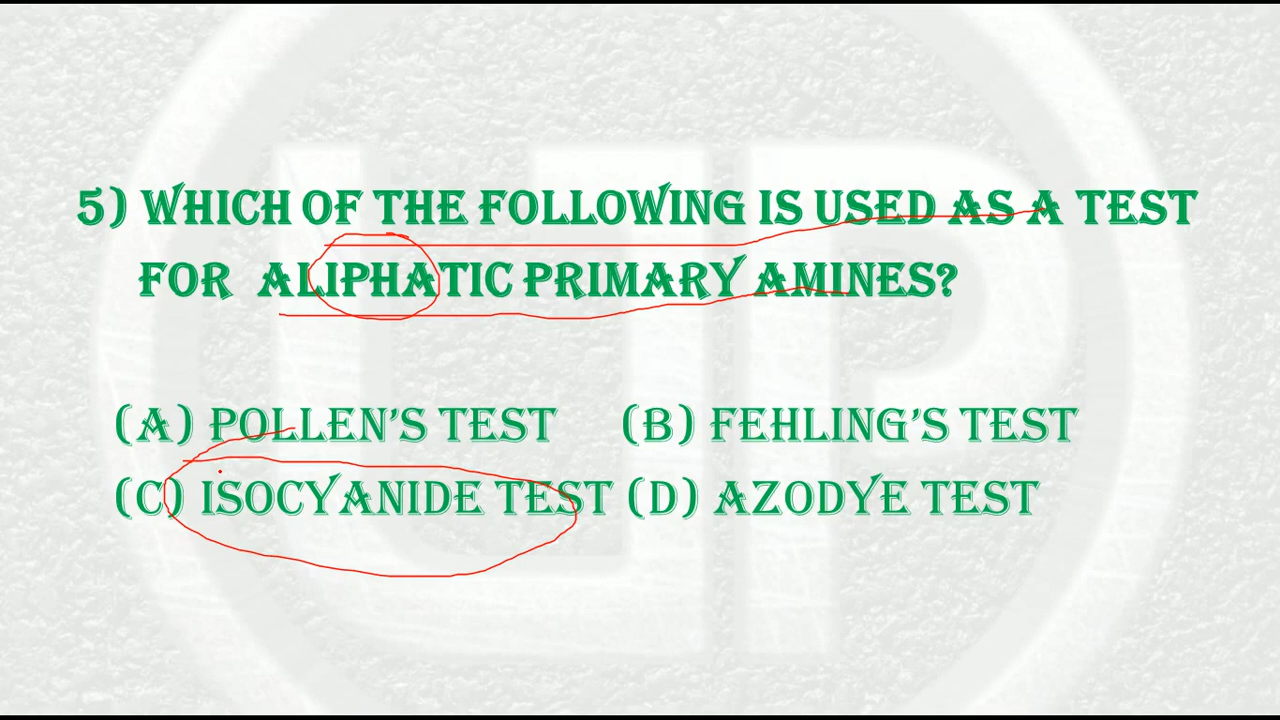 5) WHICH OF THE FOLLOWING IS USED AS A TEST
FOR ALIPHATIC PRIMARY AMINES?
(A) POLLEN'S TEST (B) FEHLING'S TEST
(C) ISOCYANIDE TEST (D) AZODYE TEST